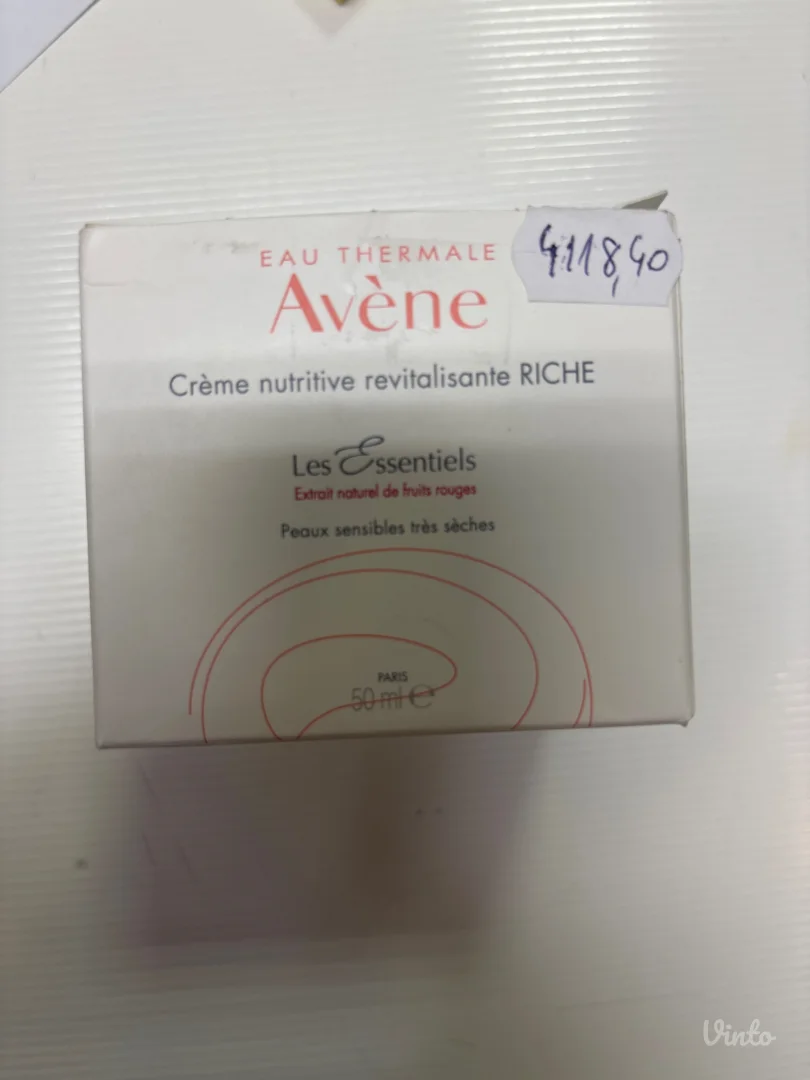 EAU THERMALE
4118,40
Avène
Crème nutritive revitalisante RICHE
Les Essentiels
Extrait naturel de fruits rouges
Peaux sensibles très sèches
PARIS
50 ml ℮
Vinto